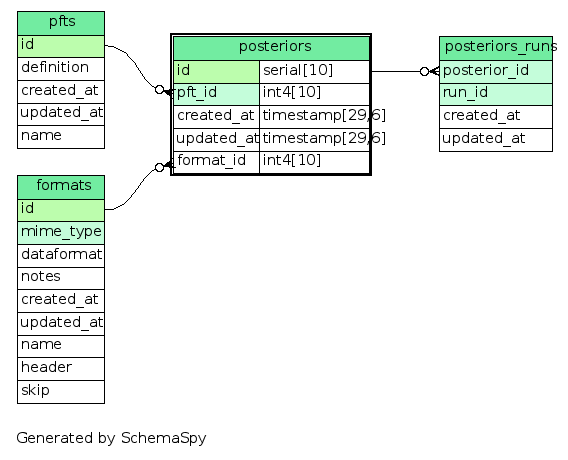 pfts
id
definition
created_at
updated_at
name
posteriors
id serial[10]
pft_id int4[10]
created_at timestamp[29,6]
updated_at timestamp[29,6]
format_id int4[10]
posteriors_runs
posterior_id
run_id
created_at
updated_at
formats
id
mime_type
dataformat
notes
created_at
updated_at
name
header
skip
Generated by SchemaSpy